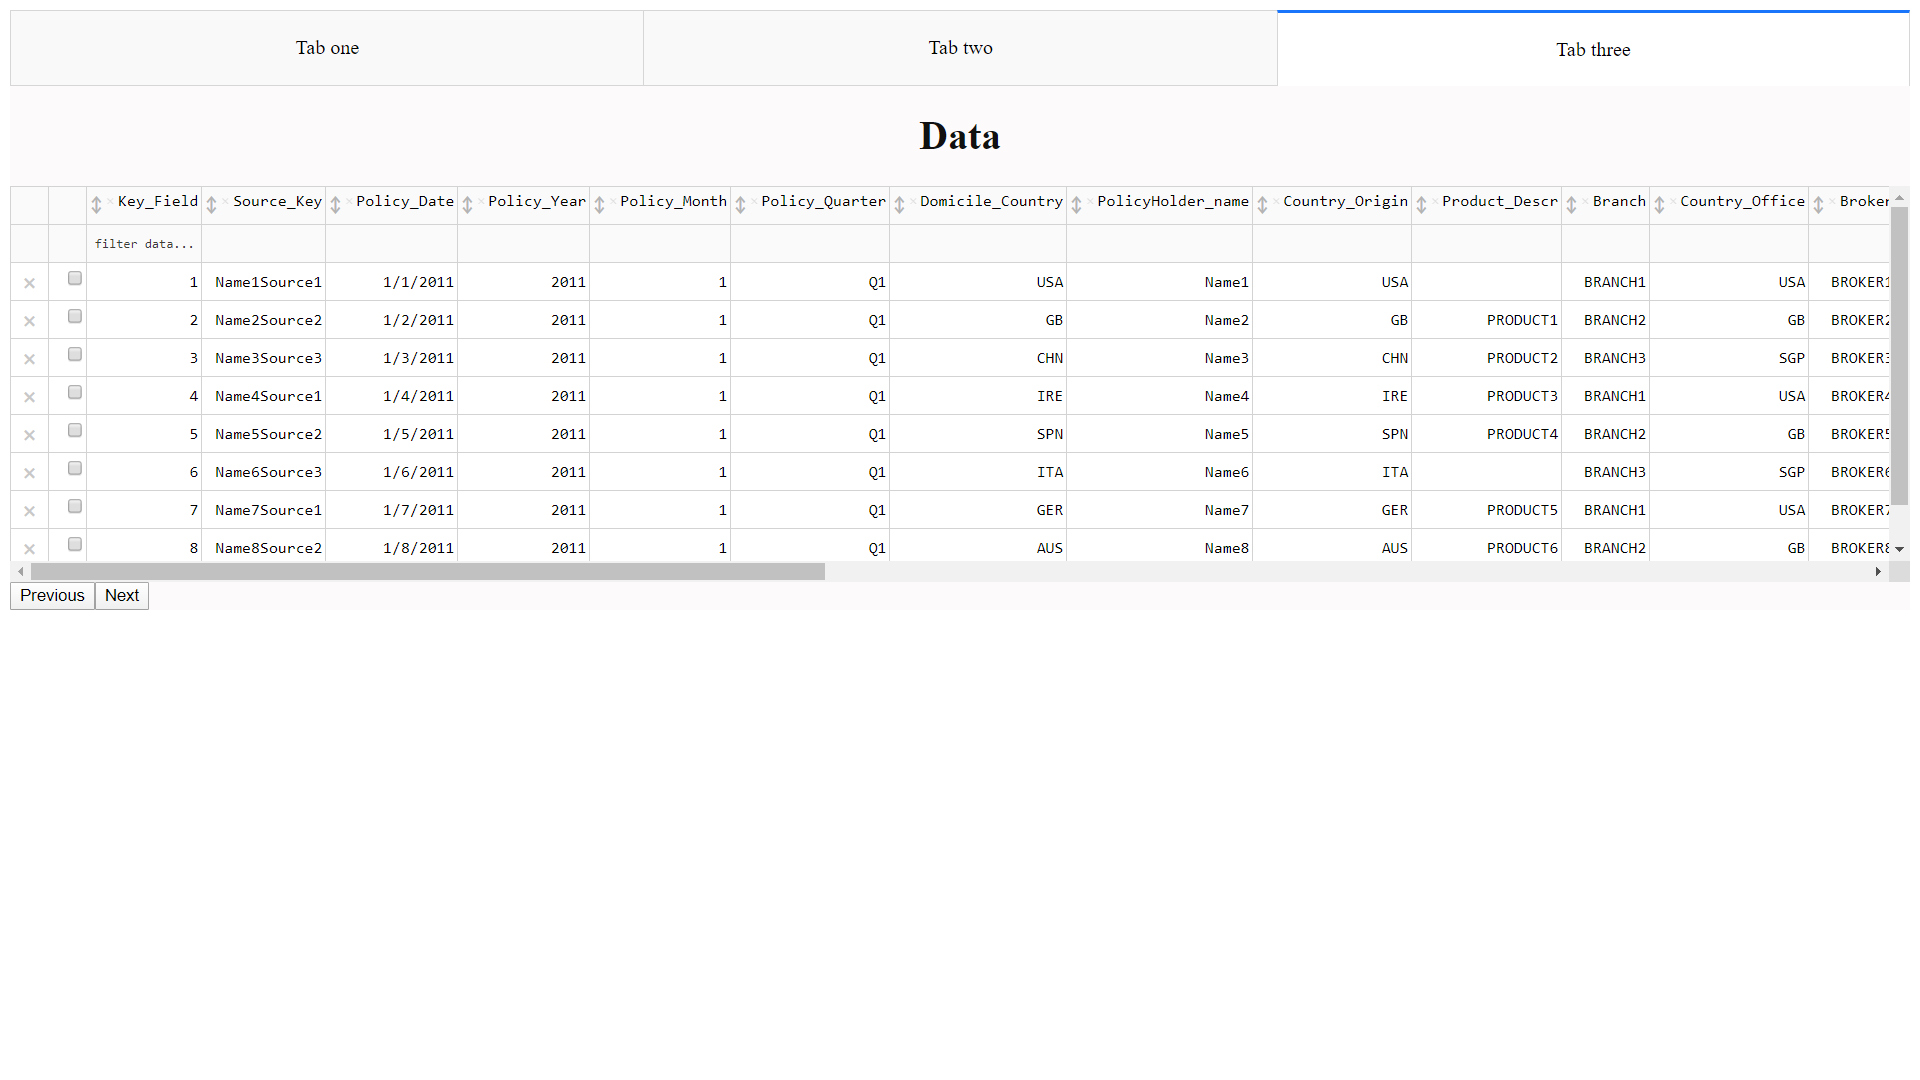 Tab one Tab two Tab three
Data
Key_Field Source_Key Policy_Date Policy_Year Policy_Month Policy_Quarter Domicile_Country PolicyHolder_name Country_Origin Product_Descr Branch Country_Office Broker
filter data...
1 Name1Source1 1/1/2011 2011 1 Q1 USA Name1 USA BRANCH1 USA BROKER1
2 Name2Source2 1/2/2011 2011 1 Q1 GB Name2 GB PRODUCT1 BRANCH2 GB BROKER2
3 Name3Source3 1/3/2011 2011 1 Q1 CHN Name3 CHN PRODUCT2 BRANCH3 SGP BROKER3
4 Name4Source1 1/4/2011 2011 1 Q1 IRE Name4 IRE PRODUCT3 BRANCH1 USA BROKER4
5 Name5Source2 1/5/2011 2011 1 Q1 SPN Name5 SPN PRODUCT4 BRANCH2 GB BROKER5
6 Name6Source3 1/6/2011 2011 1 Q1 ITA Name6 ITA BRANCH3 SGP BROKER6
7 Name7Source1 1/7/2011 2011 1 Q1 GER Name7 GER PRODUCT5 BRANCH1 USA BROKER7
8 Name8Source2 1/8/2011 2011 1 Q1 AUS Name8 AUS PRODUCT6 BRANCH2 GB BROKER8
Previous Next